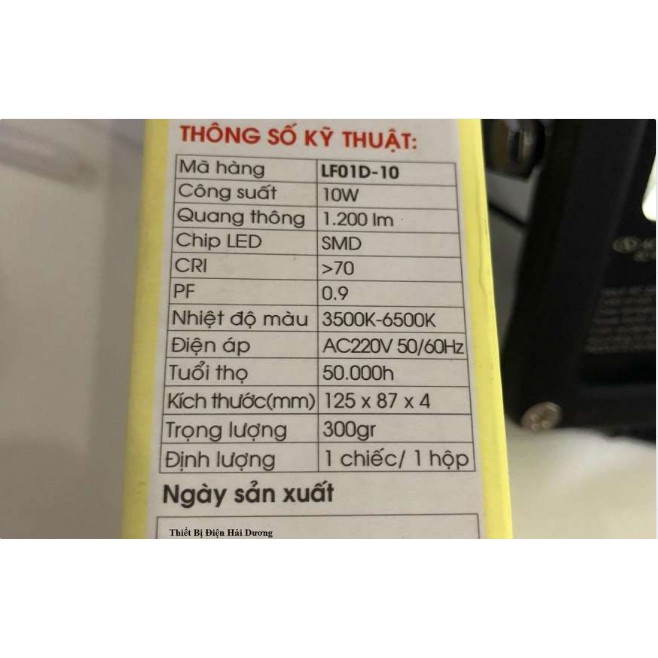 THÔNG SỐ KỸ THUẬT:
Mã hàng LF01D-10
Công suất 10W
Quang thông 1.200 lm
Chip LED SMD
CRI >70
PF 0.9
Nhiệt độ màu 3500K-6500K
Điện áp AC220V 50/60Hz
Tuổi thọ 50.000h
Kích thước(mm) 125 x 87 x 4
Trọng lượng 300gr
Định lượng 1 chiếc/ 1 hộp
Ngày sản xuất
Thiết Bị Điện Hải Dương